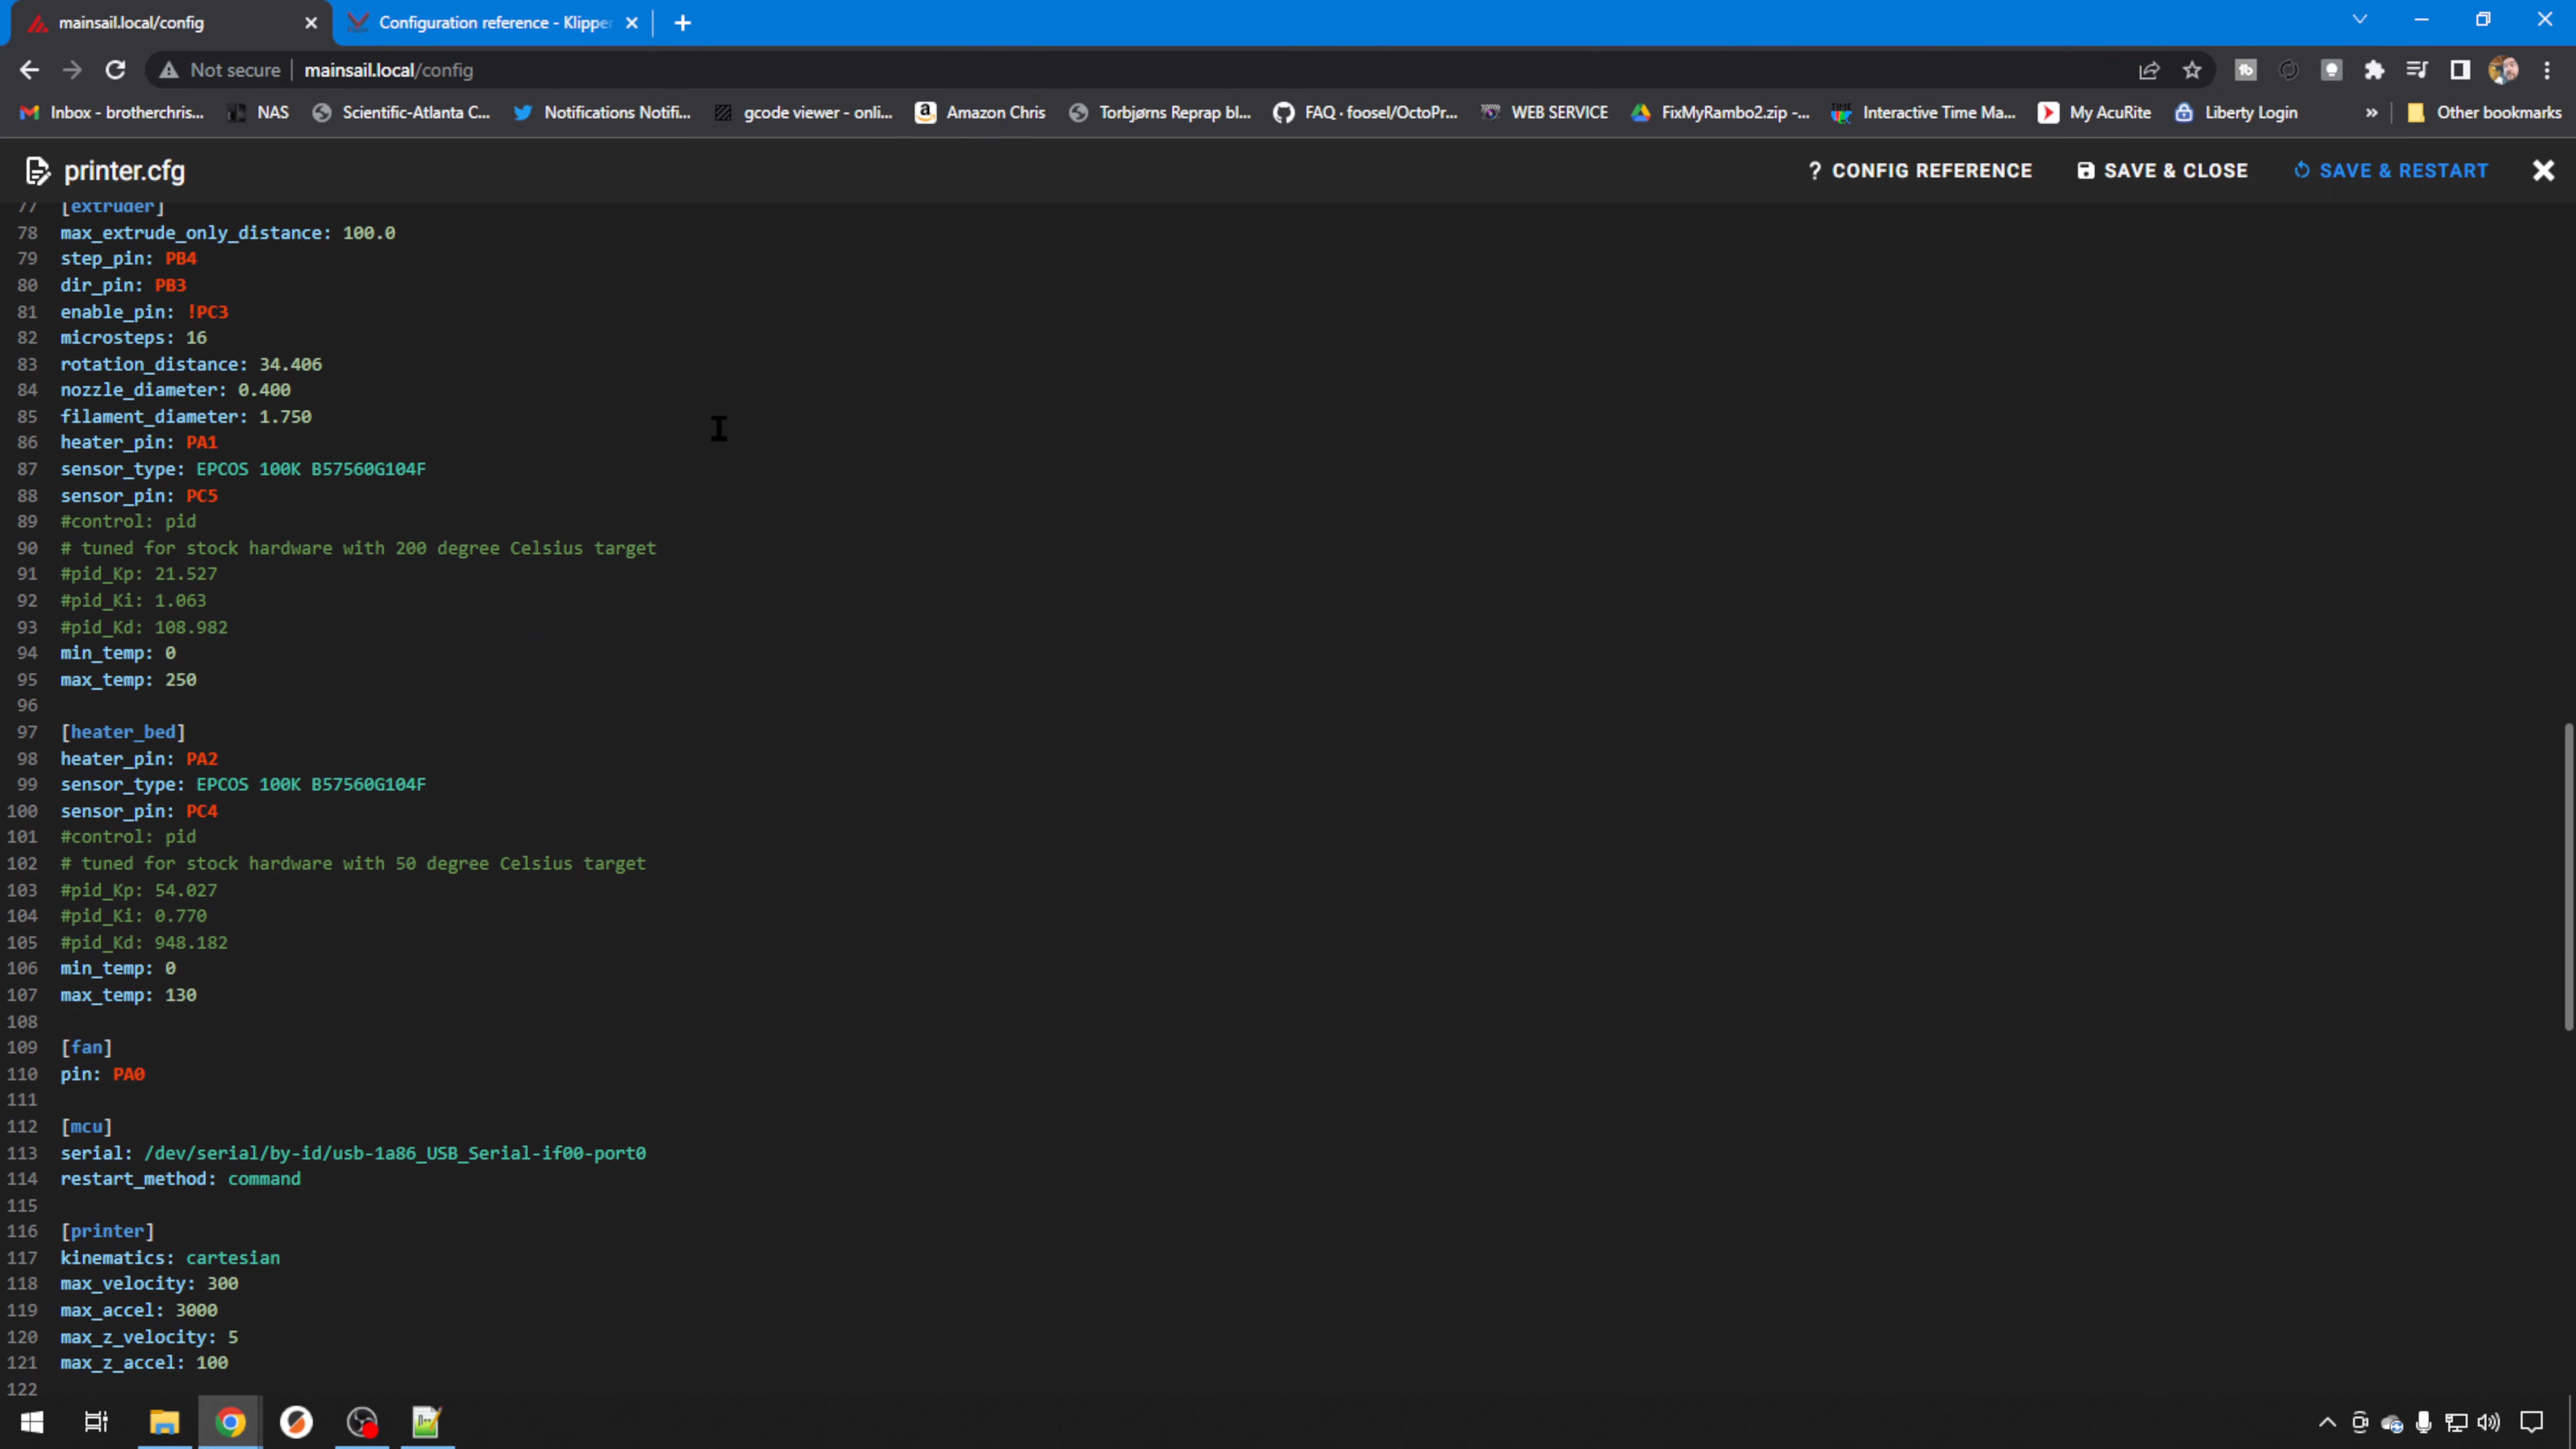 mainsail.local/config
Configuration reference - Klipper
Not secure
mainsail.local/config
Inbox - brotherchris...
NAS
Scientific-Atlanta C...
Notifications Notifi...
gcode viewer - onli...
Amazon Chris
Torbjørns Reprap bl...
FAQ · foosel/OctoPr...
WEB SERVICE
FixMyRambo2.zip -...
Interactive Time Ma...
My AcuRite
Liberty Login
»
Other bookmarks
printer.cfg
? CONFIG REFERENCE
SAVE & CLOSE
SAVE & RESTART
77 [extruder]
78 max_extrude_only_distance: 100.0
79 step_pin: PB4
80 dir_pin: PB3
81 enable_pin: !PC3
82 microsteps: 16
83 rotation_distance: 34.406
84 nozzle_diameter: 0.400
85 filament_diameter: 1.750
86 heater_pin: PA1
87 sensor_type: EPCOS 100K B57560G104F
88 sensor_pin: PC5
89 #control: pid
90 # tuned for stock hardware with 200 degree Celsius target
91 #pid_Kp: 21.527
92 #pid_Ki: 1.063
93 #pid_Kd: 108.982
94 min_temp: 0
95 max_temp: 250
96
97 [heater_bed]
98 heater_pin: PA2
99 sensor_type: EPCOS 100K B57560G104F
100 sensor_pin: PC4
101 #control: pid
102 # tuned for stock hardware with 50 degree Celsius target
103 #pid_Kp: 54.027
104 #pid_Ki: 0.770
105 #pid_Kd: 948.182
106 min_temp: 0
107 max_temp: 130
108
109 [fan]
110 pin: PA0
111
112 [mcu]
113 serial: /dev/serial/by-id/usb-1a86_USB_Serial-if00-port0
114 restart_method: command
115
116 [printer]
117 kinematics: cartesian
118 max_velocity: 300
119 max_accel: 3000
120 max_z_velocity: 5
121 max_z_accel: 100
122